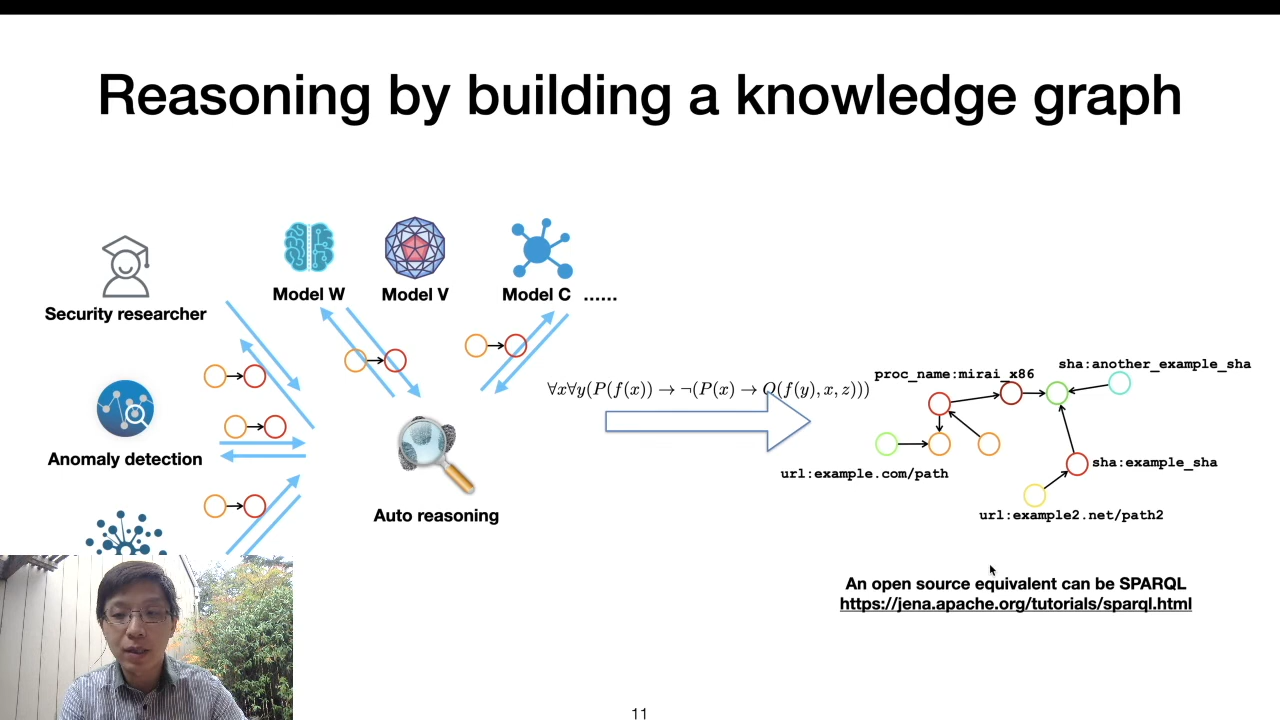 Reasoning by building a knowledge graph
Security researcher
Model W
Model V
Model C ......
Anomaly detection
Auto reasoning
∀x∀y(P(f(x)) → ¬(P(x) → Q(f(y), x, z)))
proc_name:mirai_x86
sha:another_example_sha
url:example.com/path
sha:example_sha
url:example2.net/path2
An open source equivalent can be SPARQL
https://jena.apache.org/tutorials/sparql.html
11